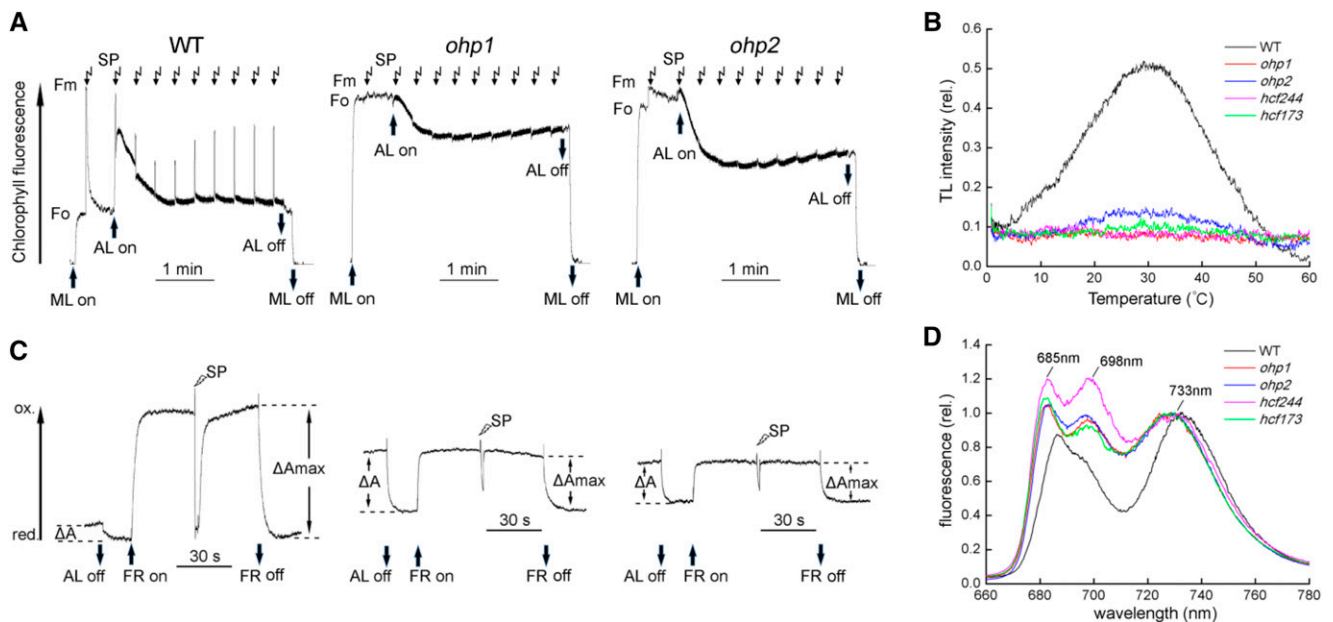 A
WT
ohp1
ohp2
SP
SP
SP
Fm
Fo
Chlorophyll fluorescence
AL on
AL off
1 min
ML on
ML off
Fm
Fo
AL on
AL off
1 min
ML on
ML off
Fm
Fo
AL on
AL off
1 min
ML on
ML off
B
TL intensity (rel.)
0.6
0.5
0.4
0.3
0.2
0.1
0.0
0 10 20 30 40 50 60
Temperature (°C)
WT
ohp1
ohp2
hcf244
hcf173
C
ox.
red.
SP
ΔA
ΔAmax
30 s
AL off
FR on
FR off
SP
ΔA
ΔAmax
30 s
AL off
FR on
FR off
SP
ΔA
ΔAmax
30 s
AL off
FR on
FR off
D
fluorescence (rel.)
1.4
1.2
1.0
0.8
0.6
0.4
0.2
0.0
660 680 700 720 740 760 780
wavelength (nm)
685nm
698nm
733nm
WT
ohp1
ohp2
hcf244
hcf173